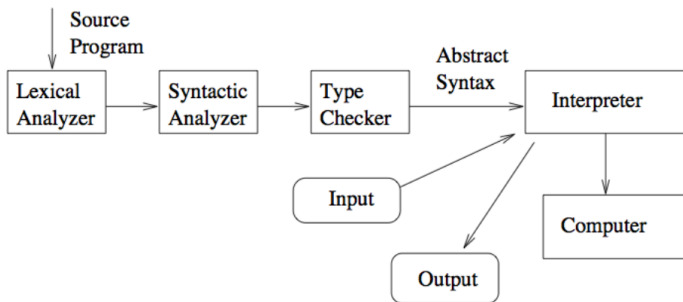 Source
Program
Lexical
Analyzer
Syntactic
Analyzer
Type
Checker
Abstract
Syntax
Interpreter
Input
Computer
Output